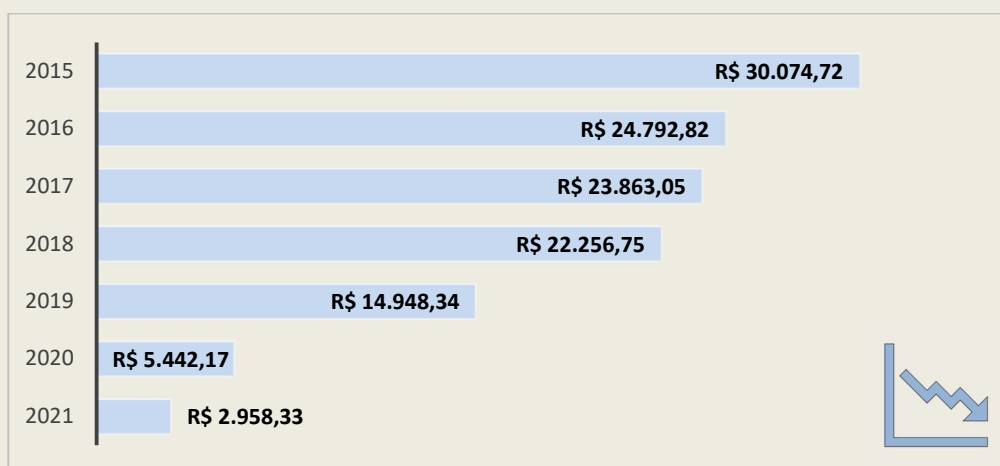 2015 R$ 30.074,72
2016 R$ 24.792,82
2017 R$ 23.863,05
2018 R$ 22.256,75
2019 R$ 14.948,34
2020 R$ 5.442,17
2021 R$ 2.958,33